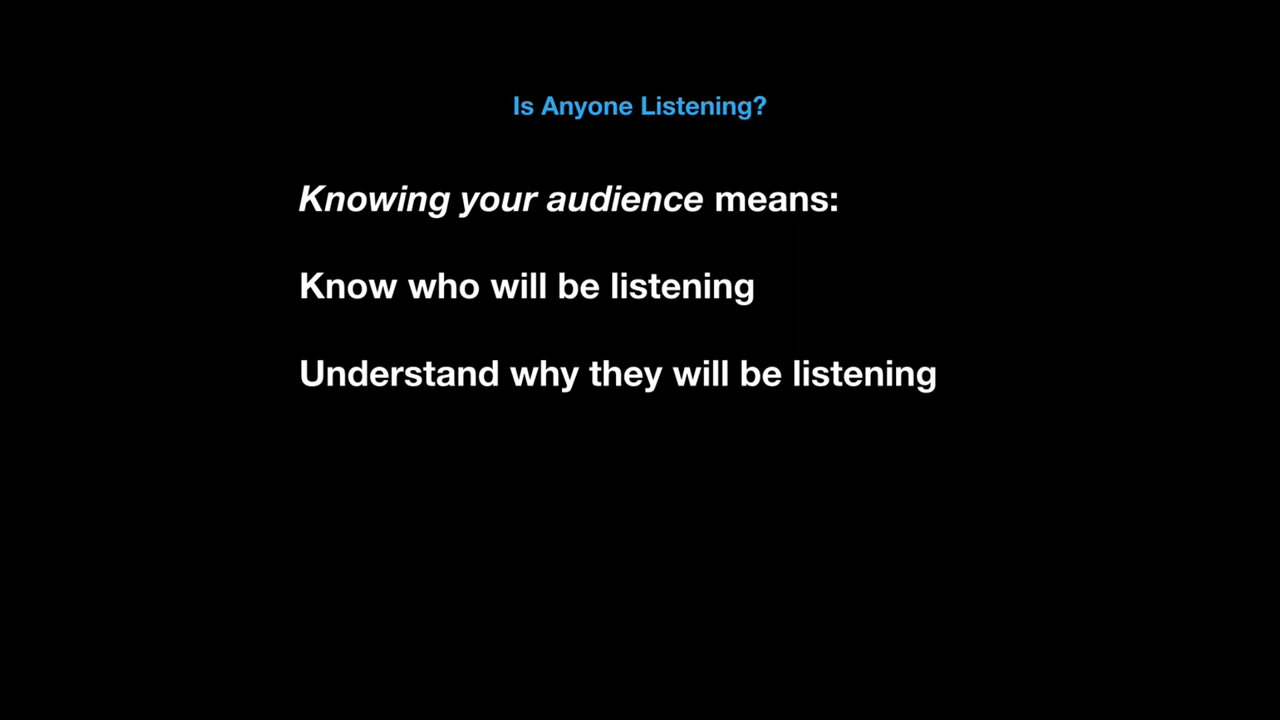 Is Anyone Listening?
Knowing your audience means:
Know who will be listening
Understand why they will be listening